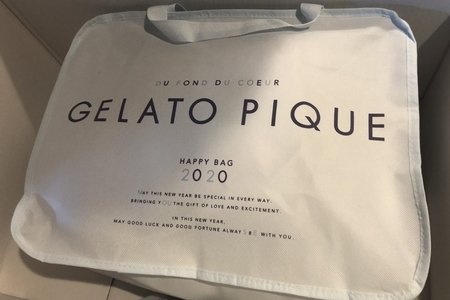 DU FOND DU COEUR
GELATO PIQUE
HAPPY BAG
2020
MAY THIS NEW YEAR BE SPECIAL IN EVERY WAY.
BRINGING YOU THE GIFT OF LOVE AND EXCITEMENT.
IN THIS NEW YEAR,
MAY GOOD LUCK AND GOOD FORTUNE ALWAYS BE WITH YOU.